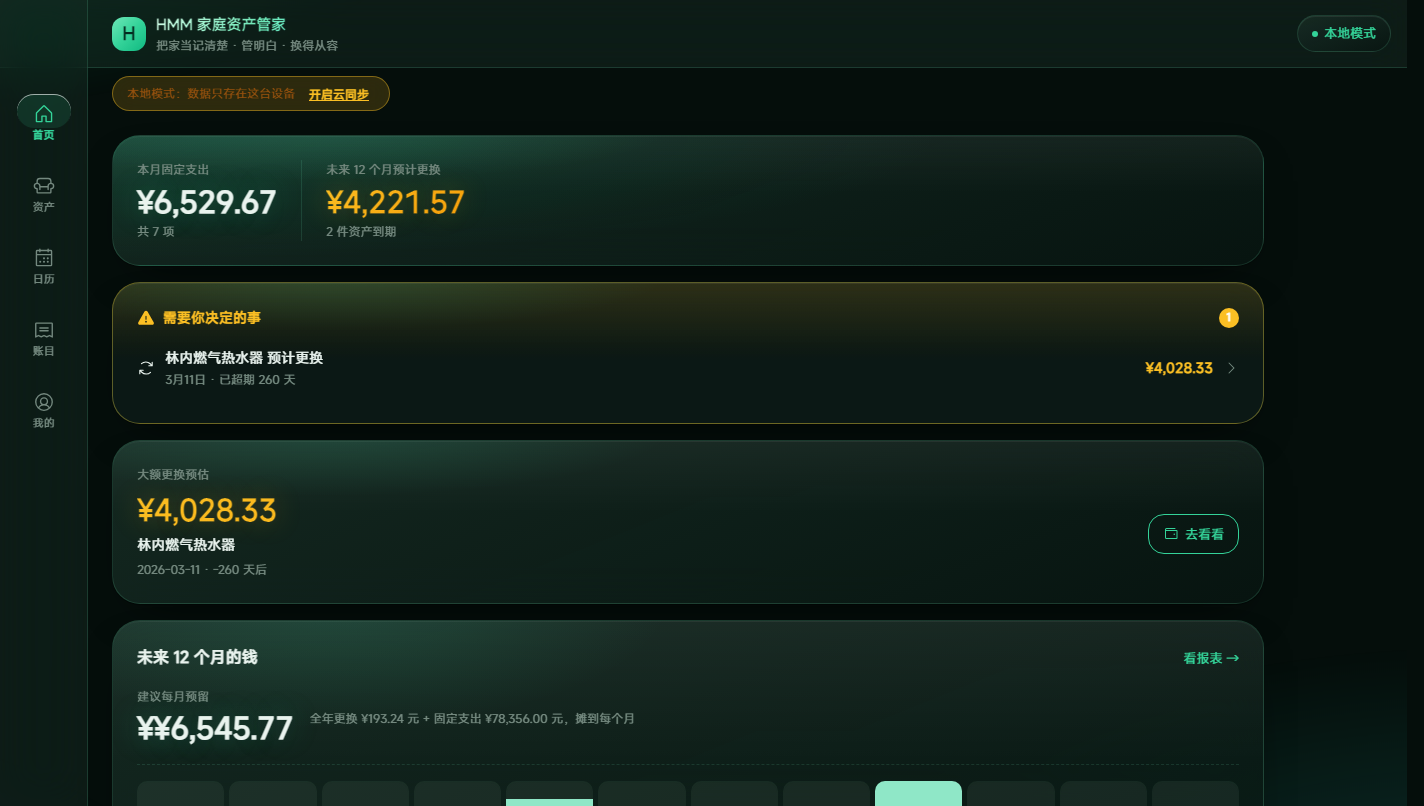 H
HMM 家庭资产管家
把家当记清楚 · 管明白 · 换得从容
本地模式
本地模式：数据只存在这台设备 开启云同步
首页
资产
日历
账目
我的
本月固定支出
¥6,529.67
共 7 项
未来 12 个月预计更换
¥4,221.57
2 件资产到期
需要你决定的事
1
林内燃气热水器 预计更换
3月11日 · 已超期 260 天
¥4,028.33
大额更换预估
¥4,028.33
林内燃气热水器
2026-03-11 · -260 天后
去看看
未来 12 个月的钱
看报表 →
建议每月预留
¥¥6,545.77
全年更换 ¥193.24 元 + 固定支出 ¥78,356.00 元，摊到每个月